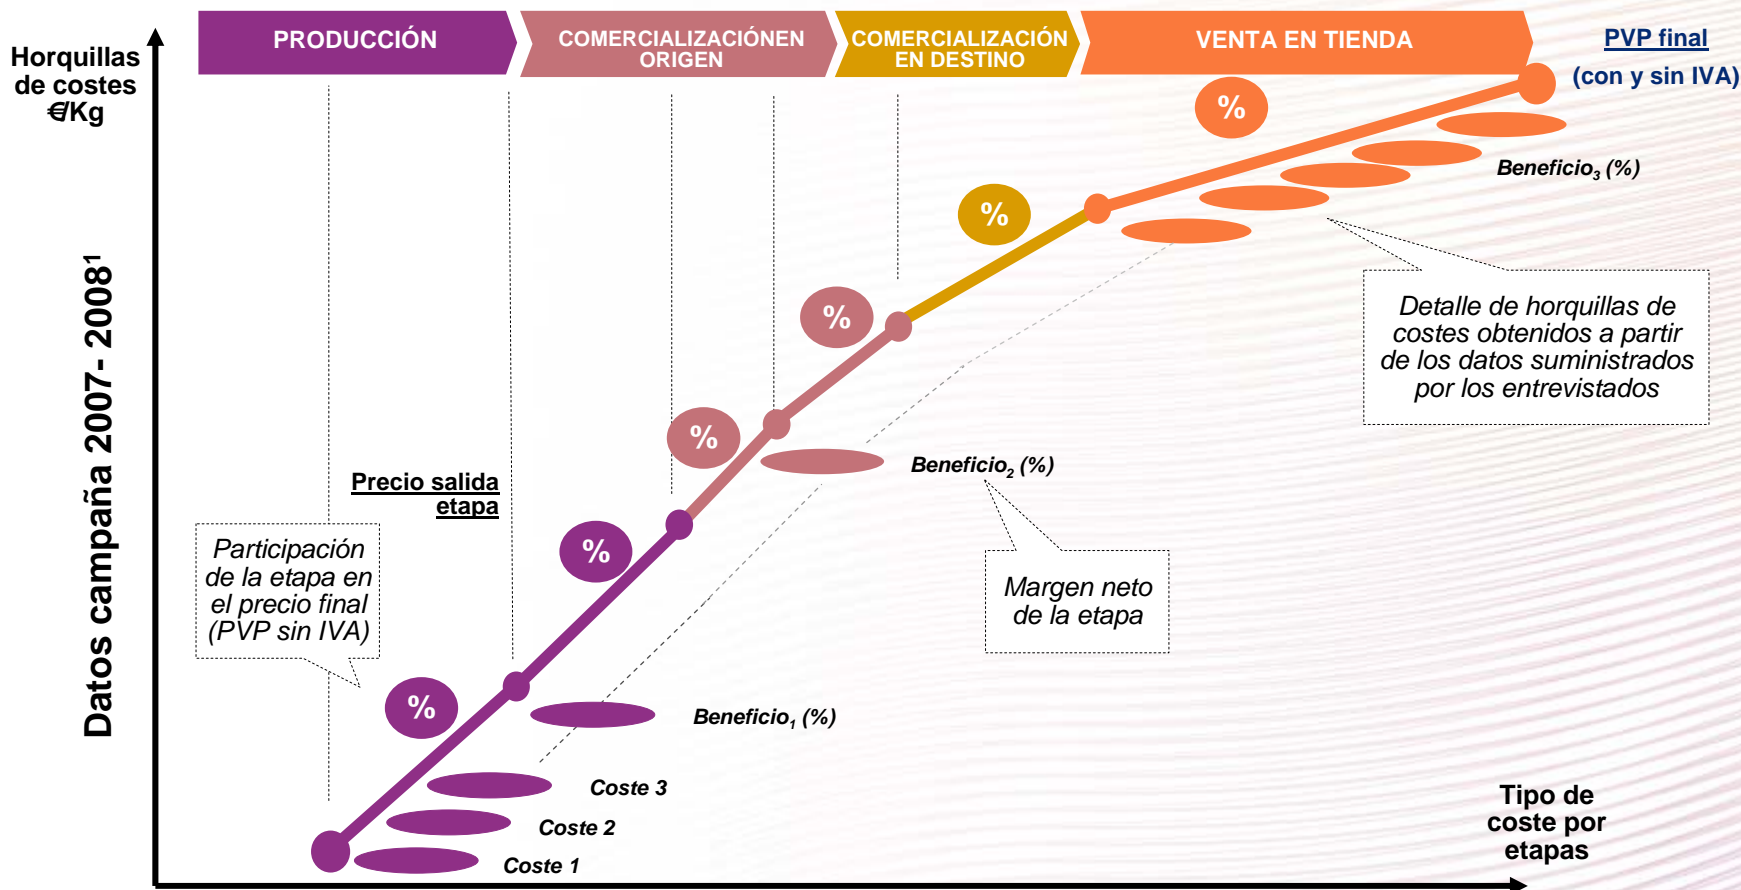 PRODUCCIÓN
COMERCIALIZACIÓNEN
ORIGEN
COMERCIALIZACIÓN
EN DESTINO
VENTA EN TIENDA
PVP final
(con y sin IVA)
Horquillas
de costes
€/Kg
Datos campaña 2007- 2008¹
%
Beneficio₃ (%)
%
%
Detalle de horquillas de
costes obtenidos a partir
de los datos suministrados
por los entrevistados
%
Beneficio₂ (%)
Precio salida
etapa
%
Participación
de la etapa en
el precio final
(PVP sin IVA)
Margen neto
de la etapa
%
Beneficio₁ (%)
Coste 3
Coste 2
Coste 1
Tipo de
coste por
etapas